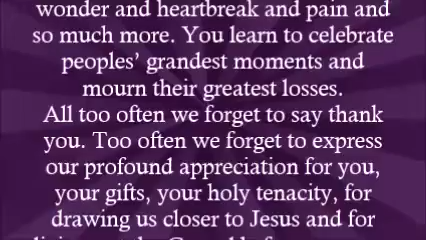 wonder and heartbreak and pain and
so much more. You learn to celebrate
peoples’ grandest moments and
mourn their greatest losses.
All too often we forget to say thank
you. Too often we forget to express
our profound appreciation for you,
your gifts, your holy tenacity, for
drawing us closer to Jesus and for